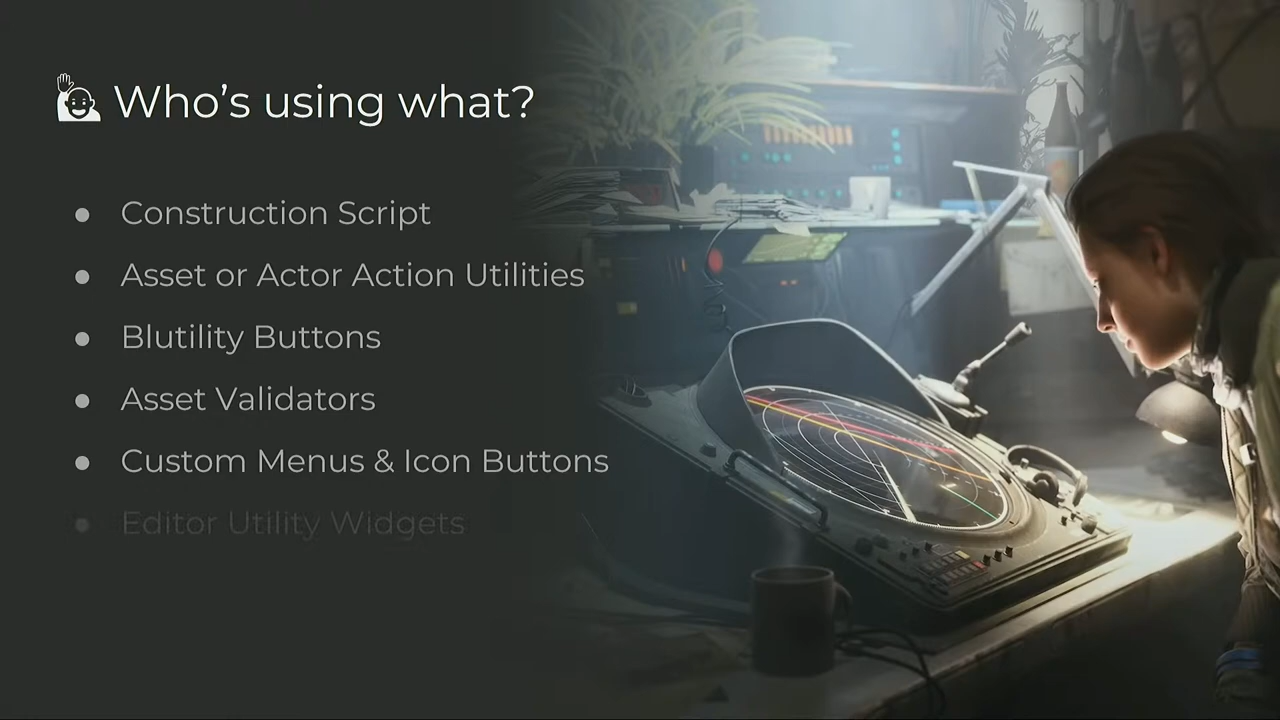 Who's using what?
Construction Script
Asset or Actor Action Utilities
Blutility Buttons
Asset Validators
Custom Menus & Icon Buttons
Editor Utility Widgets